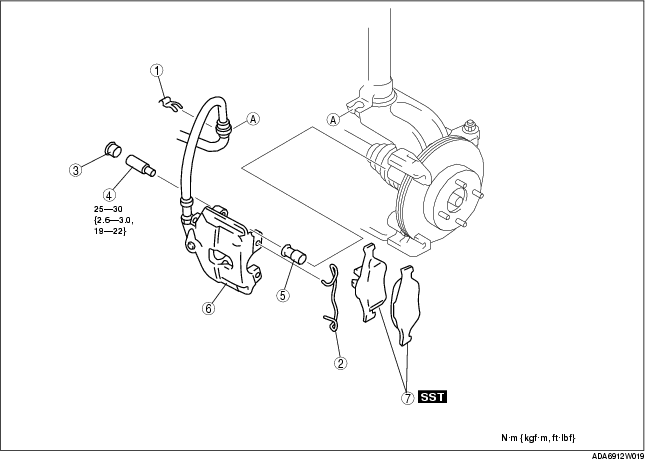 1
A
A
3
4
25—30
{2.6—3.0,
19—22}
5
6
2
7 SST
N·m {kgf·m, ft·lbf}
ADA6912W019